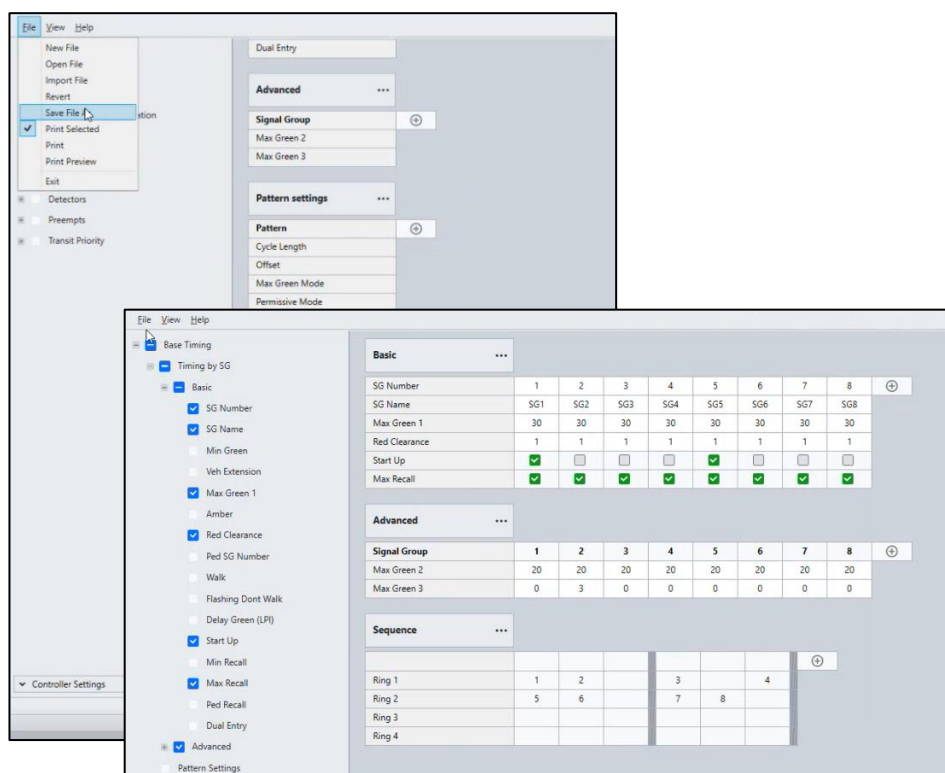 File View Help
New File
Open File
Import File
Revert
Save File
Print Selected
Print
Print Preview
Exit
Detectors
Preempts
Transit Priority
Controller Settings
Dual Entry
Advanced ...
Signal Group
Max Green 2
Max Green 3
Pattern settings ...
Pattern
Cycle Length
Offset
Max Green Mode
Permissive Mode
File View Help
Base Timing
Timing by SG
Basic
SG Number
SG Name
Min Green
Veh Extension
Max Green 1
Amber
Red Clearance
Ped SG Number
Walk
Flashing Dont Walk
Delay Green (LPI)
Start Up
Min Recall
Max Recall
Ped Recall
Dual Entry
Advanced
Pattern Settings
Basic ...
SG Number 1 2 3 4 5 6 7 8
SG Name SG1 SG2 SG3 SG4 SG5 SG6 SG7 SG8
Max Green 1 30 30 30 30 30 30 30 30
Red Clearance 1 1 1 1 1 1 1 1
Start Up
Max Recall
Advanced ...
Signal Group 1 2 3 4 5 6 7 8
Max Green 2 20 20 20 20 20 20 20 20
Max Green 3 0 3 0 0 0 0 0 0
Sequence ...
Ring 1 1 2 3 4
Ring 2 5 6 7 8
Ring 3
Ring 4